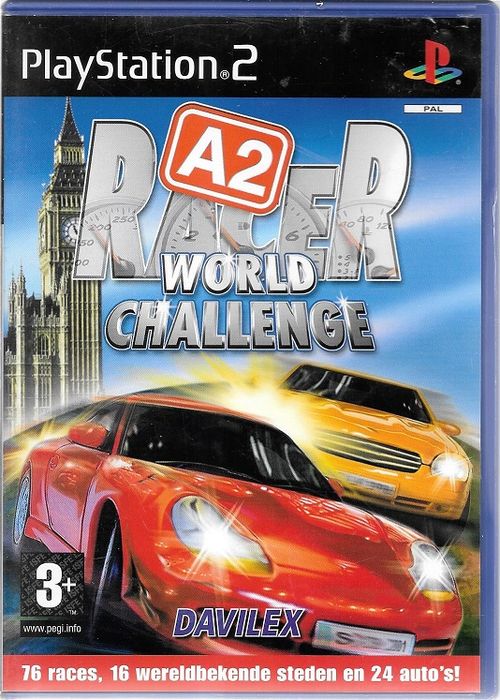 PlayStation®2
PAL
A2
RACER
WORLD
CHALLENGE
3+
TM
www.pegi.info
DAVILEX
76 races, 16 wereldbekende steden en 24 auto's!